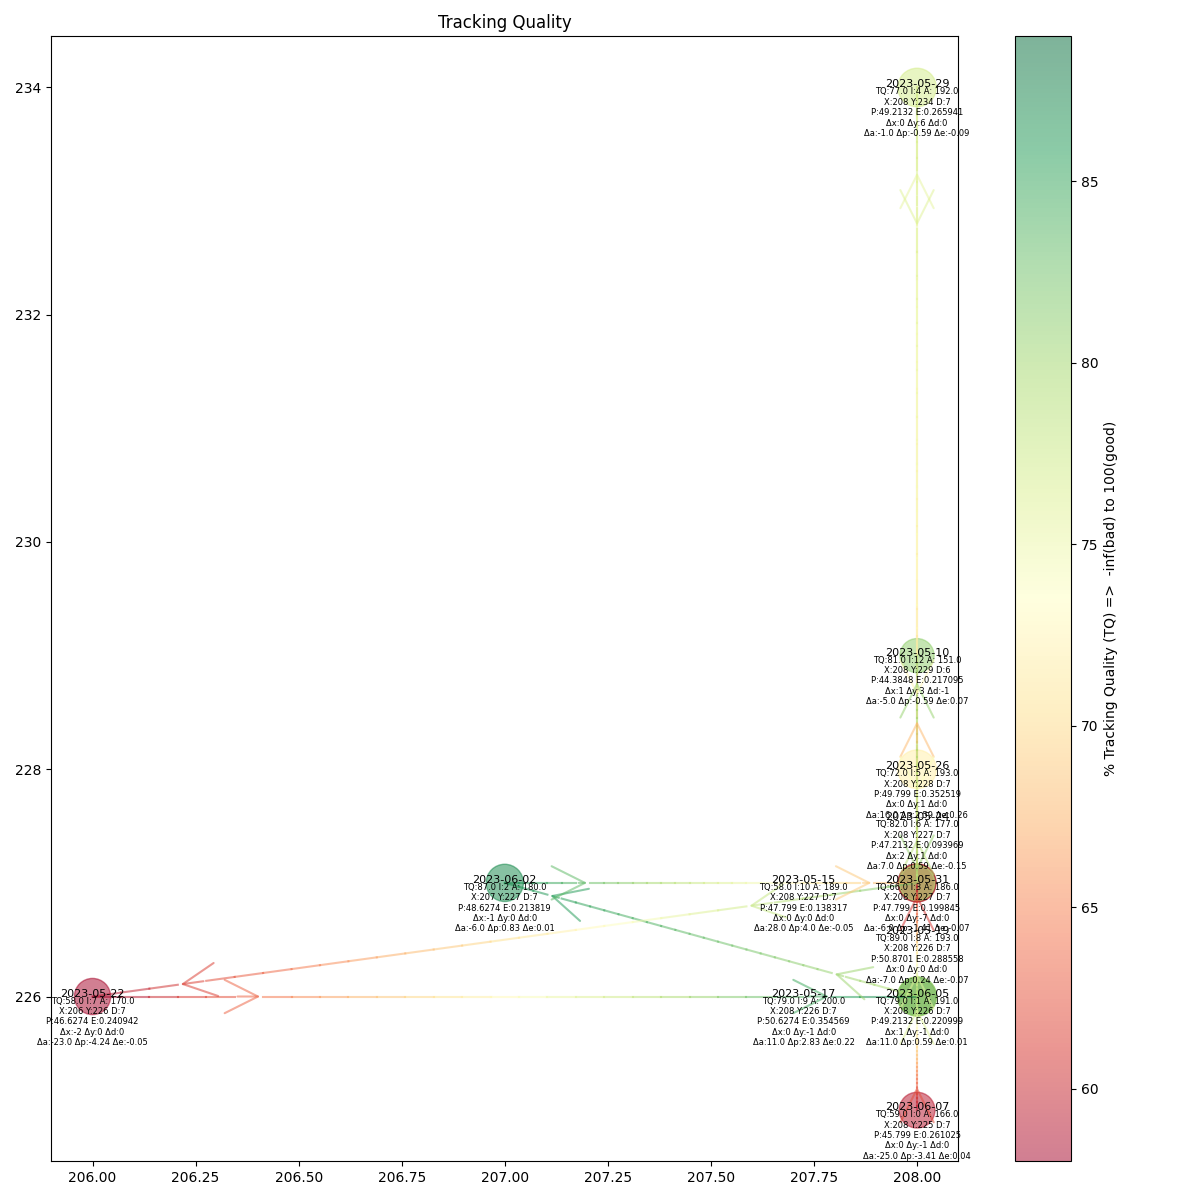 Tracking Quality
234
232
230
228
226
206.00
206.25
206.50
206.75
207.00
207.25
207.50
207.75
208.00
2023-05-29
TQ:77.0 I:4 A: 192.0
X:208 Y:234 D:7
P:49.2132 E:0.265941
Δx:0 Δy:6 Δd:0
Δa:-1.0 Δp:-0.59 Δe:-0.09
2023-05-10
TQ:81.0 I:12 A: 151.0
X:208 Y:229 D:6
P:44.3848 E:0.217095
Δx:1 Δy:3 Δd:-1
Δa:-5.0 Δp:-0.59 Δe:0.07
2023-05-26
TQ:72.0 I:5 A: 193.0
X:208 Y:228 D:7
P:49.799 E:0.352519
Δx:0 Δy:1 Δd:0
TQ:82.0 I:6 A: 177.0
X:208 Y:227 D:7
P:47.2132 E:0.093969
Δx:2 Δy:1 Δd:0
Δa:7.0 Δp:0.59 Δe:-0.15
2023-06-02
TQ:87.0 I:2 A: 180.0
X:207 Y:227 D:7
P:48.6274 E:0.213819
Δx:-1 Δy:0 Δd:0
Δa:-6.0 Δp:0.83 Δe:0.01
2023-05-15
TQ:58.0 I:10 A: 189.0
X:208 Y:227 D:7
P:47.799 E:0.138317
Δx:0 Δy:0 Δd:0
Δa:28.0 Δp:4.0 Δe:-0.05
2023-05-31
TQ:66.0 I:3 A: 186.0
X:208 Y:227 D:7
P:47.799 E:0.199845
Δx:0 Δy:-7 Δd:0
TQ:89.0 I:8 A: 193.0
X:208 Y:226 D:7
P:50.8701 E:0.288558
Δx:0 Δy:0 Δd:0
Δa:-7.0 Δp:0.24 Δe:-0.07
2023-05-22
TQ:58.0 I:7 A: 170.0
X:206 Y:226 D:7
P:46.6274 E:0.240942
Δx:-2 Δy:0 Δd:0
Δa:-23.0 Δp:-4.24 Δe:-0.05
2023-05-17
TQ:79.0 I:9 A: 200.0
X:208 Y:226 D:7
P:50.6274 E:0.354569
Δx:0 Δy:-1 Δd:0
Δa:11.0 Δp:2.83 Δe:0.22
2023-06-05
TQ:79.0 I:1 A: 191.0
X:208 Y:226 D:7
P:49.2132 E:0.220999
Δx:1 Δy:-1 Δd:0
Δa:11.0 Δp:0.59 Δe:0.01
2023-06-07
TQ:59.0 I:0 A: 166.0
X:208 Y:225 D:7
P:45.799 E:0.261025
Δx:0 Δy:-1 Δd:0
Δa:-25.0 Δp:-3.41 Δe:0.04
85
80
75
70
65
60
% Tracking Quality (TQ) =>  -inf(bad) to 100(good)